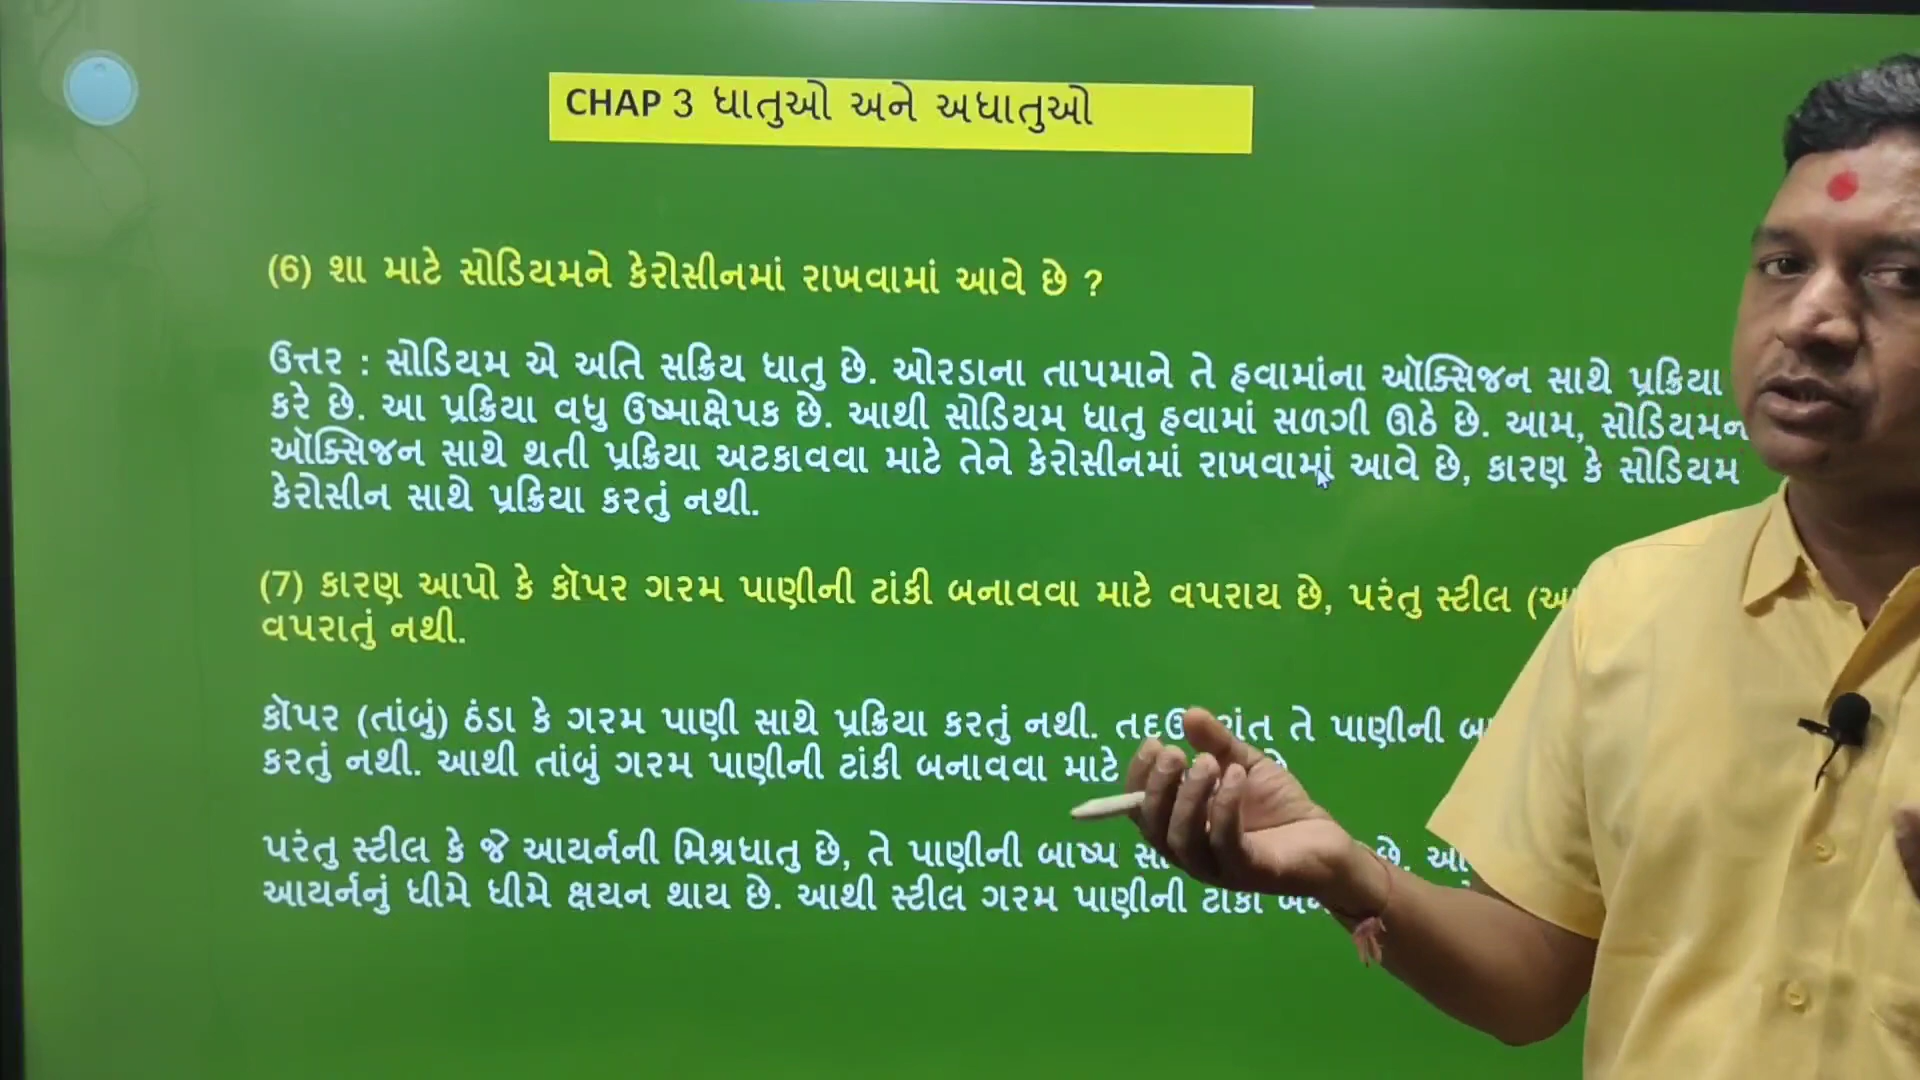 CHAP 3 ધાતુઓ અને અધાતુઓ
(6) શા માટે સોડિયમને કેરોસીનમાં રાખવામાં આવે છે ?
ઉત્તર : સોડિયમ એ અતિ સક્રિય ધાતુ છે. ઓરડાના તાપમાને તે હવામાંના ઑક્સિજન સાથે પ્રક્રિયા
કરે છે. આ પ્રક્રિયા વધુ ઉષ્માક્ષેપક છે. આથી સોડિયમ ધાતુ હવામાં સળગી ઊઠે છે. આમ,
ઑક્સિજન સાથે થતી પ્રક્રિયા અટકાવવા માટે તેને કેરોસીનમાં રાખવામાં આવે છે, કારણ કે સોડિયમ
કેરોસીન સાથે પ્રક્રિયા કરતું નથી.
(7) કારણ આપો કે કૉપર ગરમ પાણીની ટાંકી બનાવવા માટે વપરાય છે, પરંતુ સ્ટીલ
વપરાતું નથી.
કૉપર (તાંબું) ઠંડા કે ગરમ પાણી સાથે પ્રક્રિયા કરતું નથી. તે પાણીની
કરતું નથી. આથી તાંબું ગરમ પાણીની ટાંકી બનાવવા માટે
પરંતુ સ્ટીલ કે જે આયર્નની મિશ્રધાતુ છે, તે પાણીની બાષ્પ છે.
આયર્નનું ધીમે ધીમે ક્ષયન થાય છે. આથી સ્ટીલ ગરમ પાણીની